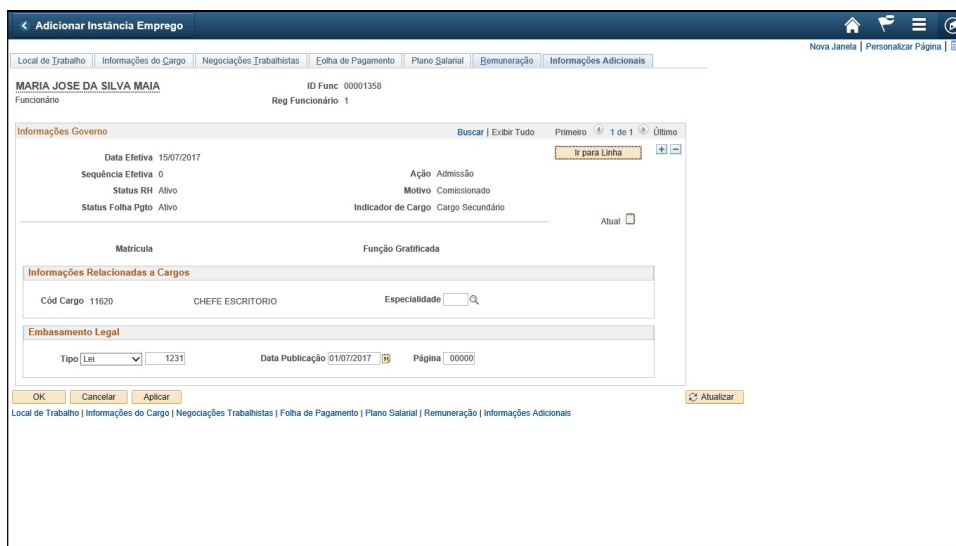 Adicionar Instância Emprego
Nova Janela | Personalizar Página |
Local de Trabalho Informações do Cargo Negociações Trabalhistas Folha de Pagamento Plano Salarial Remuneração Informações Adicionais
MARIA JOSE DA SILVA MAIA ID Func 00001358
Funcionário Reg Funcionário 1
Informações Governo Buscar | Exibir Tudo Primeiro 1 de 1 Último
Ir para Linha
Data Efetiva 15/07/2017
Sequência Efetiva 0 Ação Admissão
Status RH Ativo Motivo Comissionado
Status Folha Pgto Ativo Indicador de Cargo Cargo Secundário
Atual
Matrícula Função Gratificada
Informações Relacionadas a Cargos
Cód Cargo 11620 CHEFE ESCRITORIO Especialidade
Embasamento Legal
Tipo Lei 1231 Data Publicação 01/07/2017 Página 00000
OK Cancelar Aplicar Atualizar
Local de Trabalho | Informações do Cargo | Negociações Trabalhistas | Folha de Pagamento | Plano Salarial | Remuneração | Informações Adicionais